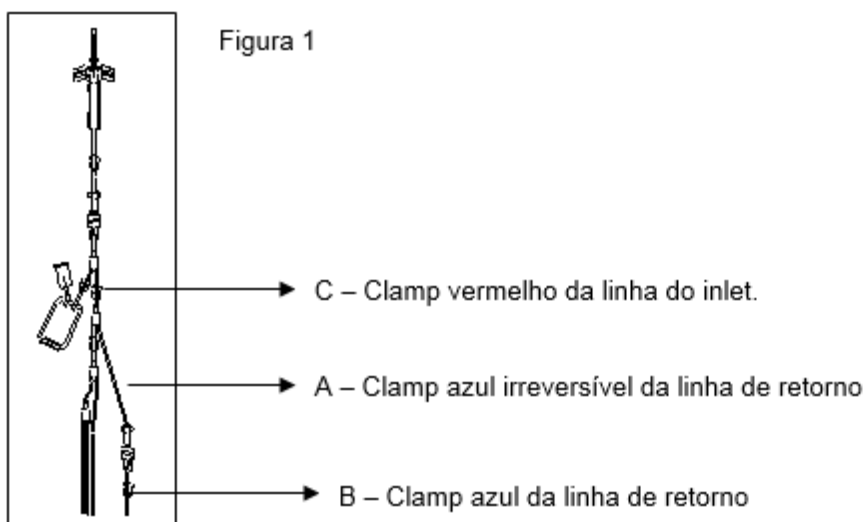 Figura 1
C – Clamp vermelho da linha do inlet.
A – Clamp azul irreversível da linha de retorno
B – Clamp azul da linha de retorno